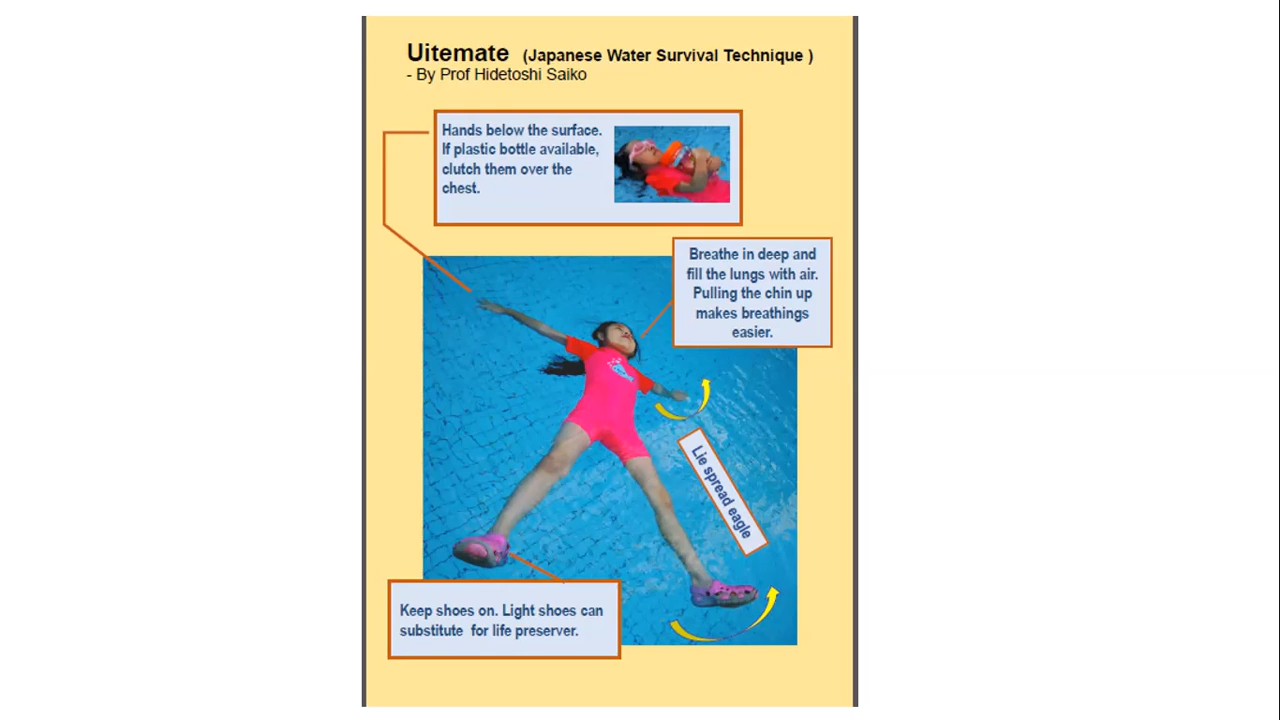 Uitemate (Japanese Water Survival Technique )
- By Prof Hidetoshi Saiko
Hands below the surface.
If plastic bottle available,
clutch them over the
chest.
Breathe in deep and
fill the lungs with air.
Pulling the chin up
makes breathings
easier.
Lie spread eagle
Keep shoes on. Light shoes can
substitute for life preserver.